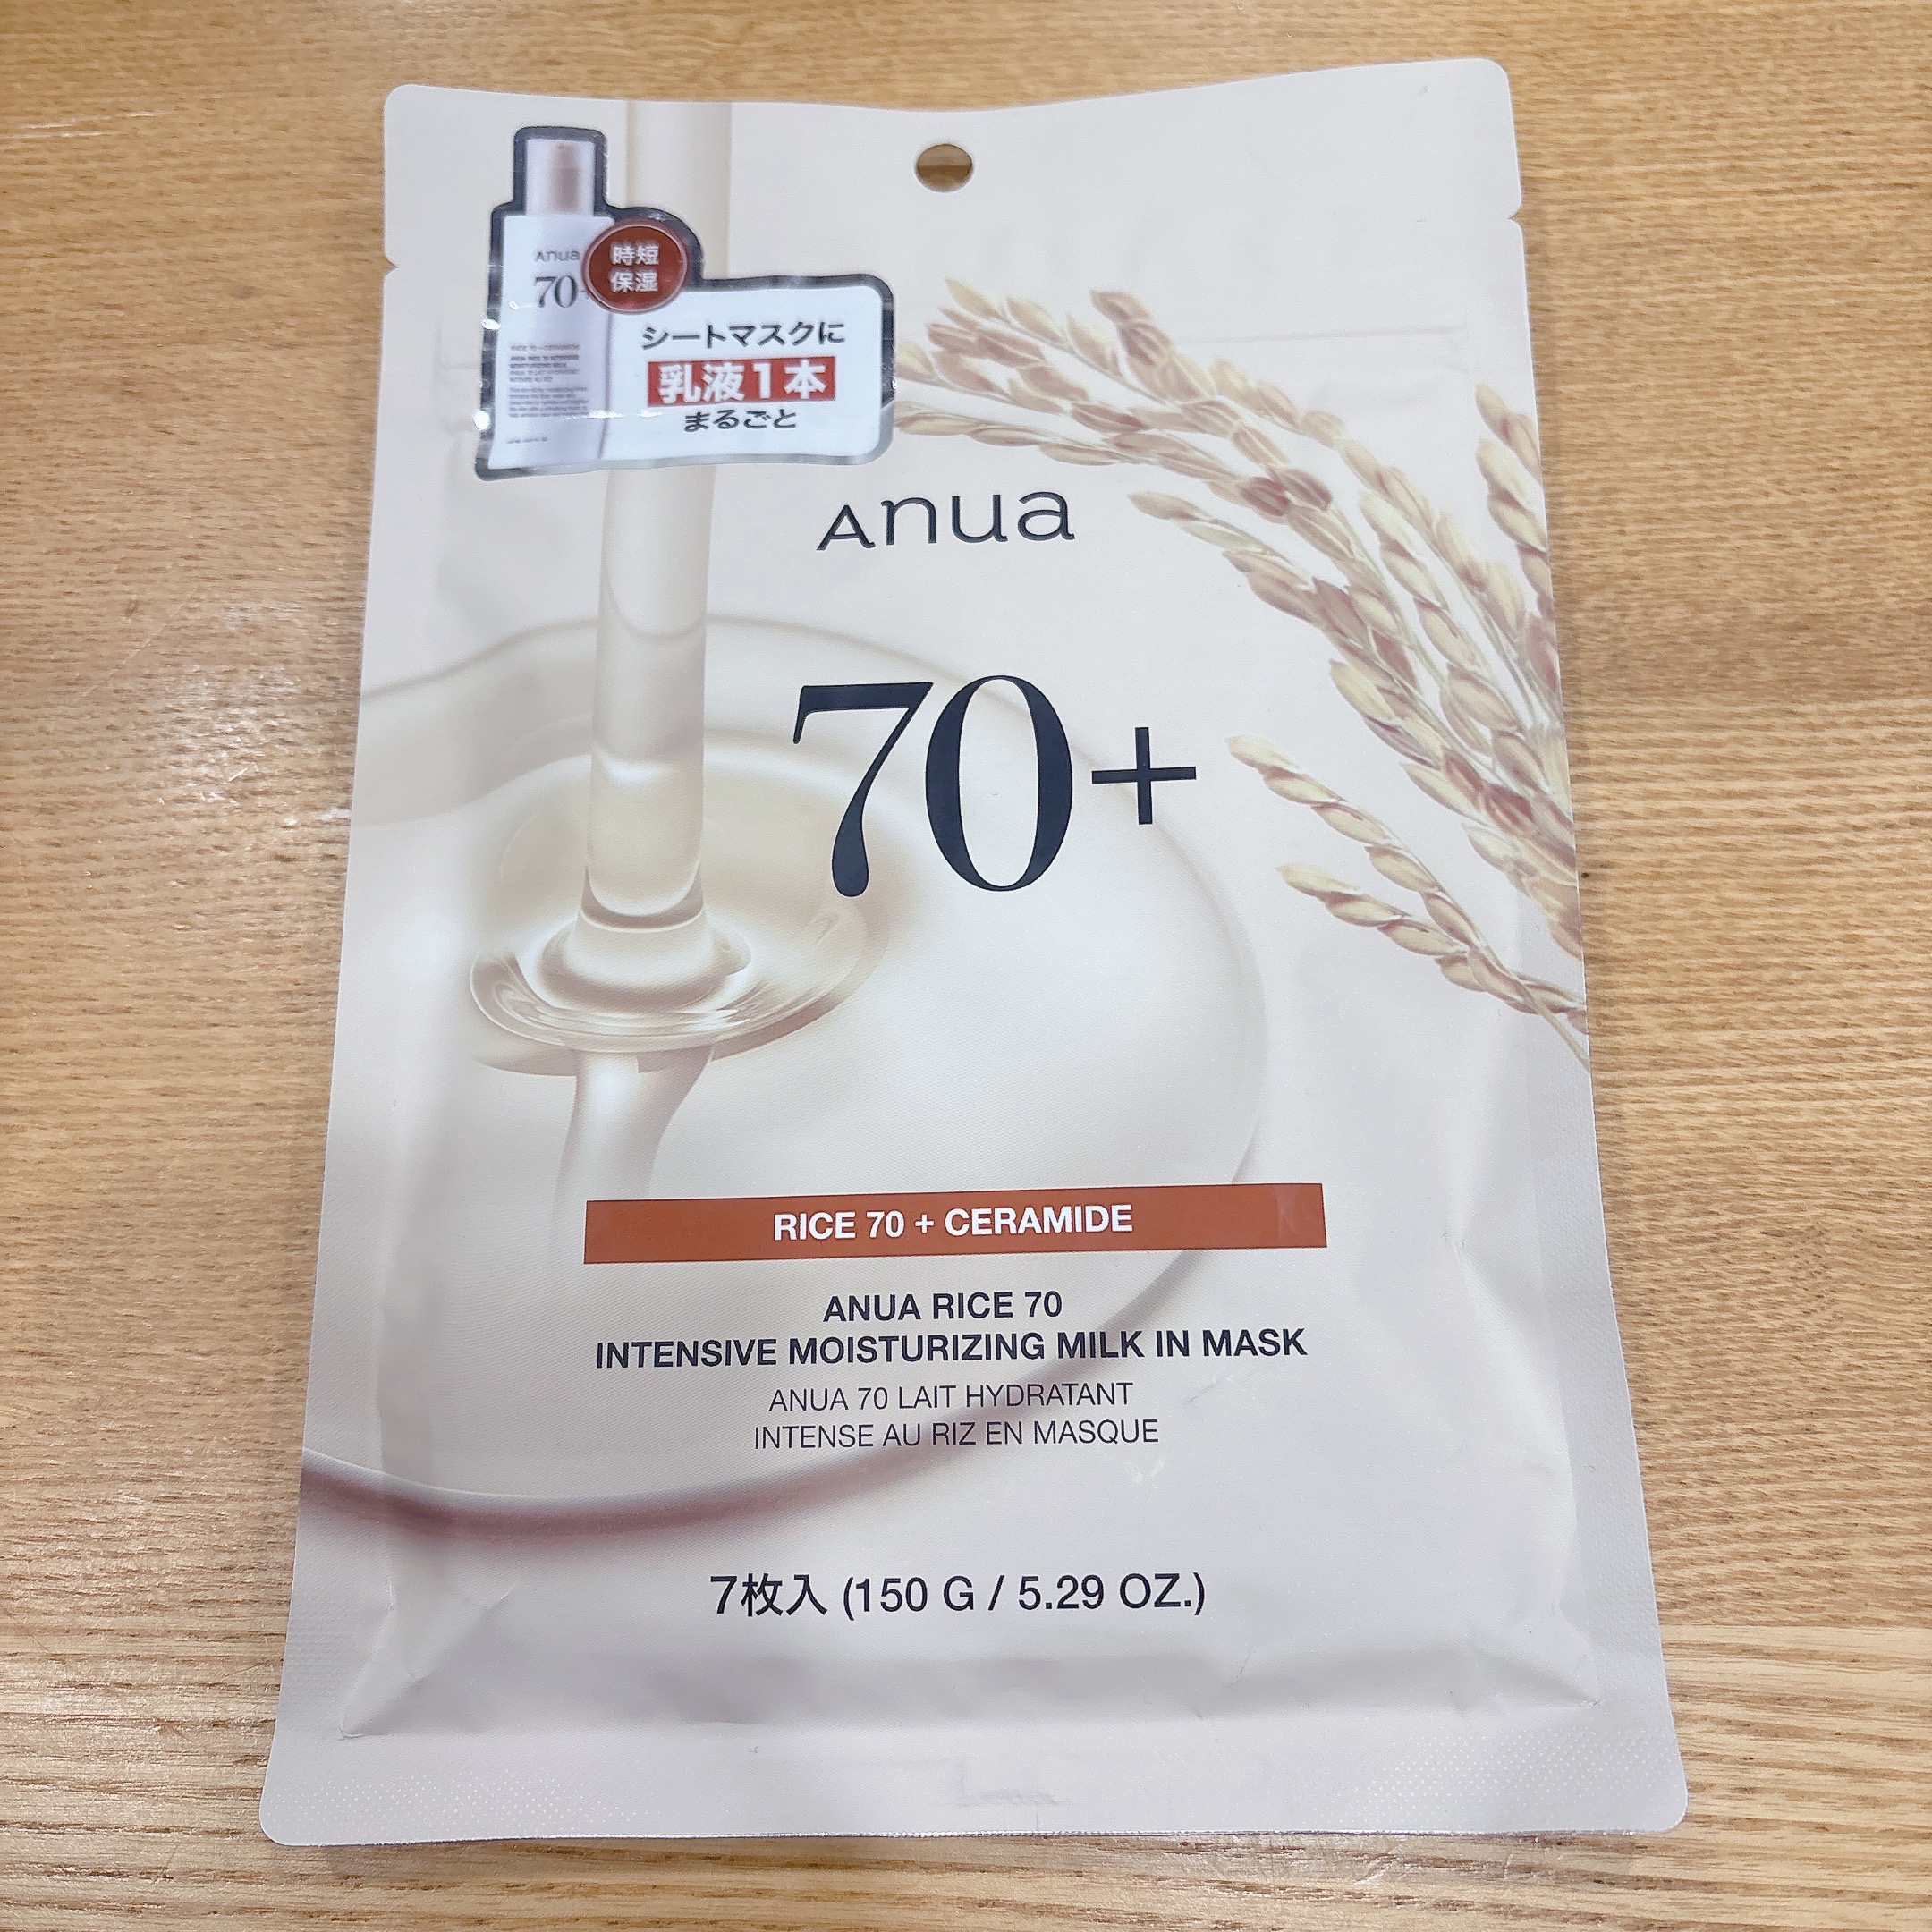 Anua
70+
時短
保湿
シートマスクに
乳液1本
まるごと
Anua
70+
RICE 70 + CERAMIDE
ANUA RICE 70
INTENSIVE MOISTURIZING MILK IN MASK
ANUA 70 LAIT HYDRATANT
INTENSE AU RIZ EN MASQUE
7枚入 (150 G / 5.29 OZ.)